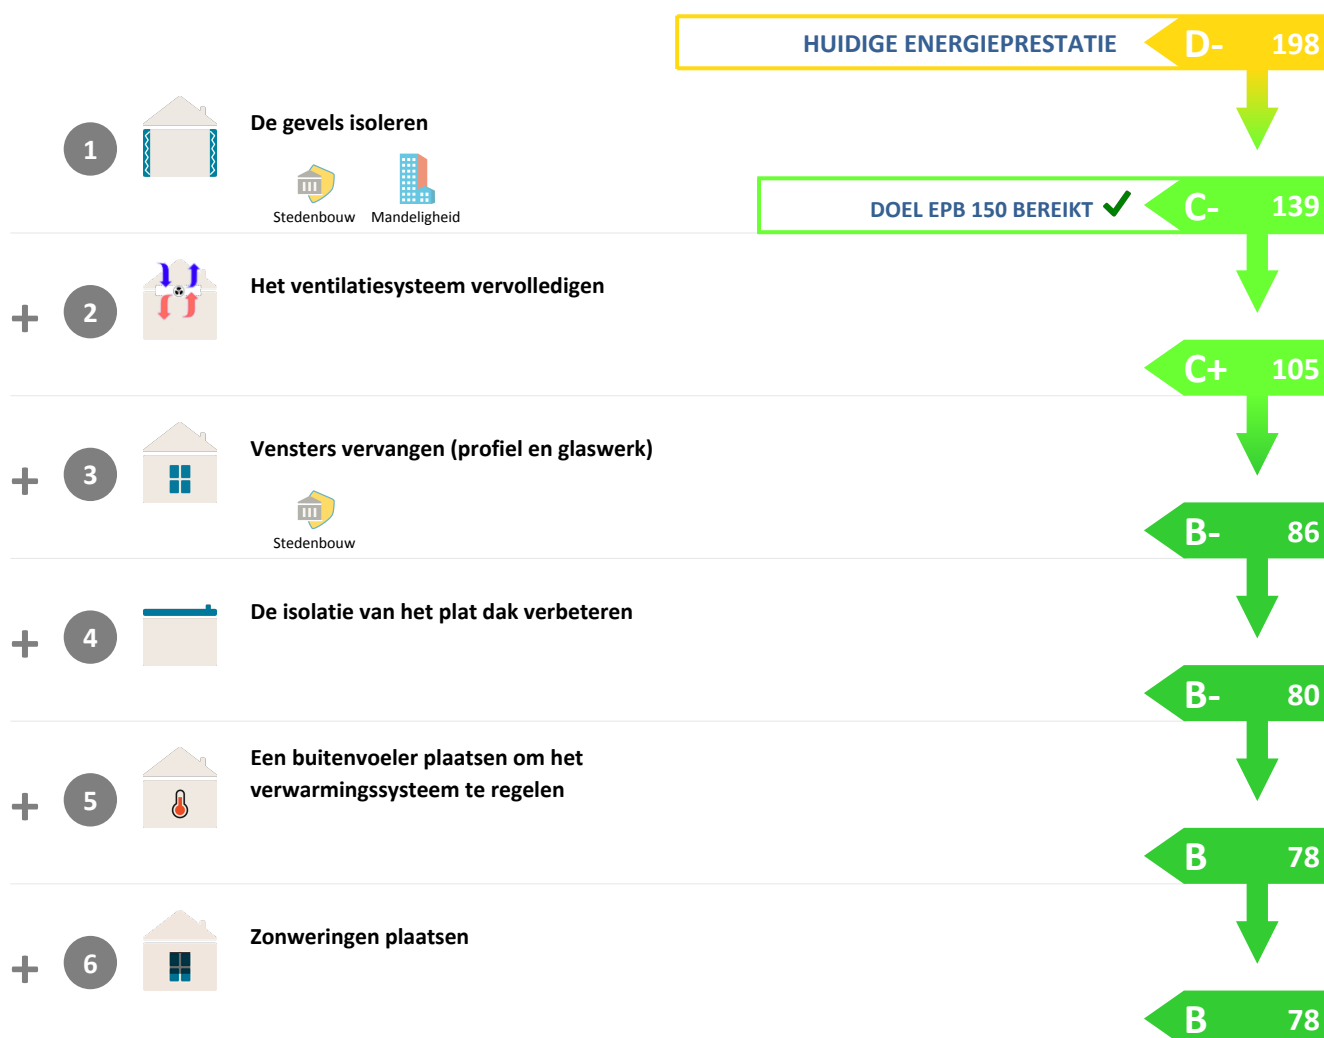 HUIDIGE ENERGIEPRESTATIE
D- 198
1
De gevels isoleren
Stedenbouw Mandeligheid
DOEL EPB 150 BEREIKT ✔
C- 139
+ 2
Het ventilatiesysteem vervolledigen
C+ 105
+ 3
Vensters vervangen (profiel en glaswerk)
Stedenbouw
B- 86
+ 4
De isolatie van het plat dak verbeteren
B- 80
+ 5
Een buitenvoeler plaatsen om het
verwarmingssysteem te regelen
B 78
+ 6
Zonweringen plaatsen
B 78